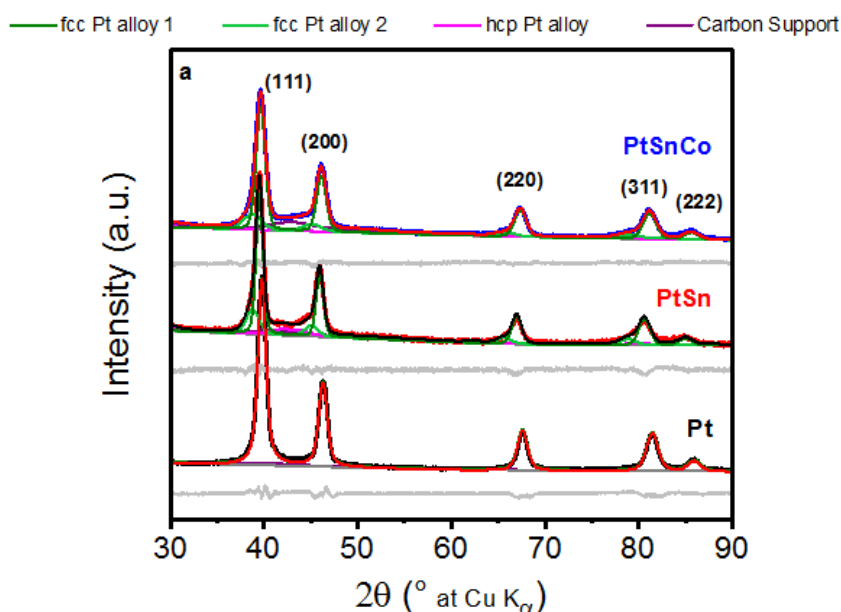 fcc Pt alloy 1 fcc Pt alloy 2 hcp Pt alloy Carbon Support
a
(111)
(200)
PtSnCo
(220)
(311)
(222)
PtSn
Pt
Intensity (a.u.)
30 40 50 60 70 80 90
2θ (° at Cu Kα)